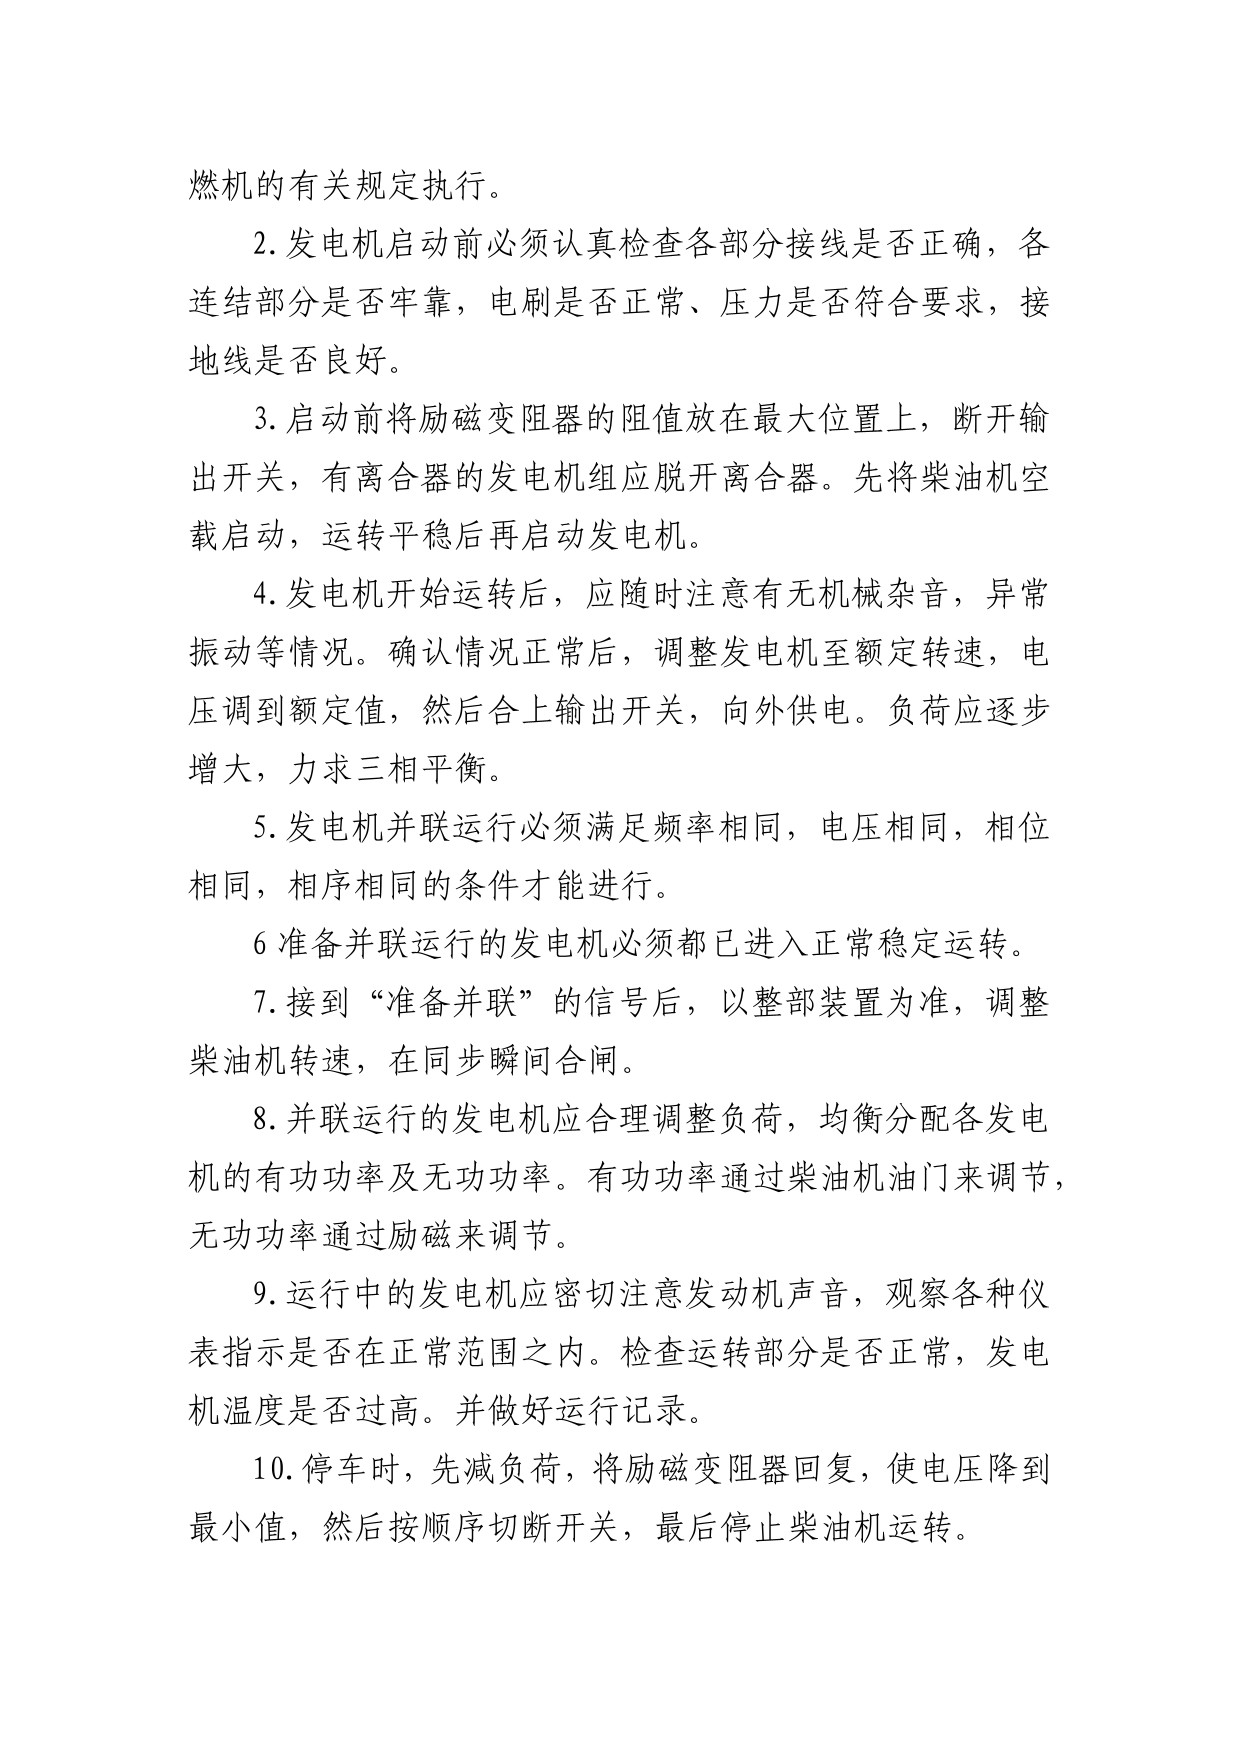 燃机的有关规定执行。
2.发电机启动前必须认真检查各部分接线是否正确，各
连结部分是否牢靠，电刷是否正常、压力是否符合要求，接
地线是否良好。
3.启动前将励磁变阻器的阻值放在最大位置上，断开输
出开关，有离合器的发电机组应脱开离合器。先将柴油机空
载启动，运转平稳后再启动发电机。
4.发电机开始运转后，应随时注意有无机械杂音，异常
振动等情况。确认情况正常后，调整发电机至额定转速，电
压调到额定值，然后合上输出开关，向外供电。负荷应逐步
增大，力求三相平衡。
5.发电机并联运行必须满足频率相同，电压相同，相位
相同，相序相同的条件才能进行。
6 准备并联运行的发电机必须都已进入正常稳定运转。
7.接到“准备并联”的信号后，以整部装置为准，调整
柴油机转速，在同步瞬间合闸。
8.并联运行的发电机应合理调整负荷，均衡分配各发电
机的有功功率及无功功率。有功功率通过柴油机油门来调节，
无功功率通过励磁来调节。
9.运行中的发电机应密切注意发动机声音，观察各种仪
表指示是否在正常范围之内。检查运转部分是否正常，发电
机温度是否过高。并做好运行记录。
10.停车时，先减负荷，将励磁变阻器回复，使电压降到
最小值，然后按顺序切断开关，最后停止柴油机运转。